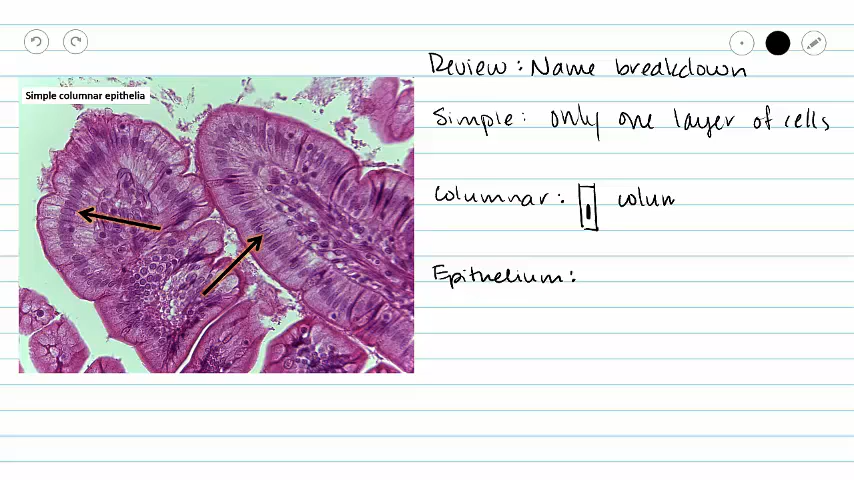 Review: Name breakdown
Simple columnar epithelia
Simple: only one layer of cells
Columnar: colum
Epithelium: